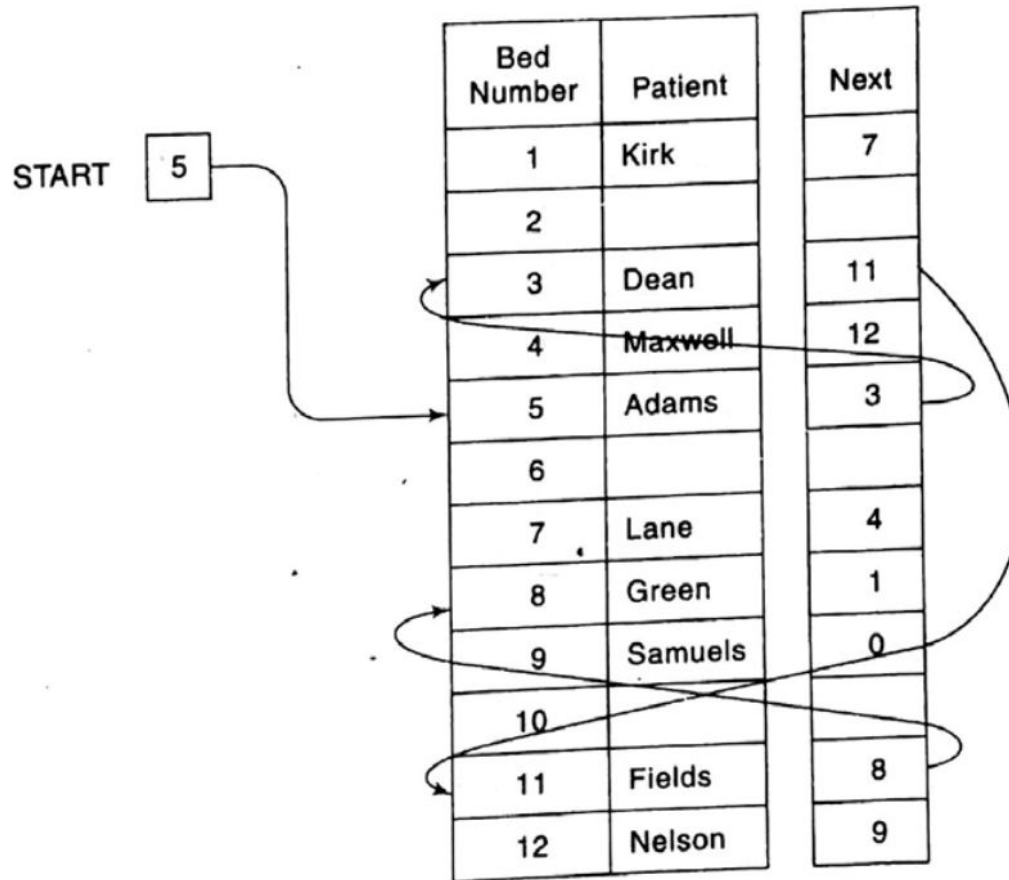 Bed Number Patient Next
START 5
1 Kirk 7
2
3 Dean 11
4 Maxwell 12
5 Adams 3
6
7 Lane 4
8 Green 1
9 Samuels 0
10
11 Fields 8
12 Nelson 9